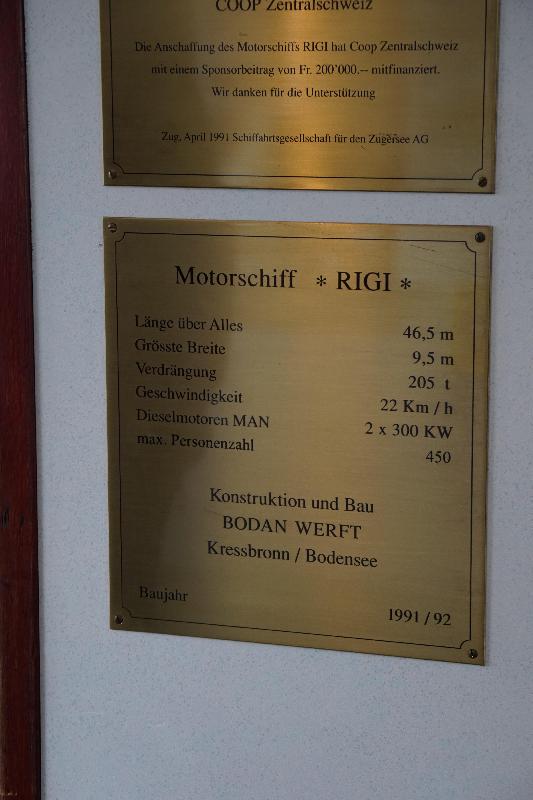 COOP Zentralschweiz
Die Anschaffung des Motorschiffs RIGI hat Coop Zentralschweiz
mit einem Sponsorbeitrag von Fr. 200'000.-- mitfinanziert.
Wir danken für die Unterstützung
Zug, April 1991 Schiffahrtsgesellschaft für den Zugersee AG
Motorschiff * RIGI *
Länge über Alles 46,5 m
Grösste Breite 9,5 m
Verdrängung 205 t
Geschwindigkeit 22 Km / h
Dieselmotoren MAN 2 x 300 KW
max. Personenzahl 450
Konstruktion und Bau
BODAN WERFT
Kressbronn / Bodensee
Baujahr 1991 / 92